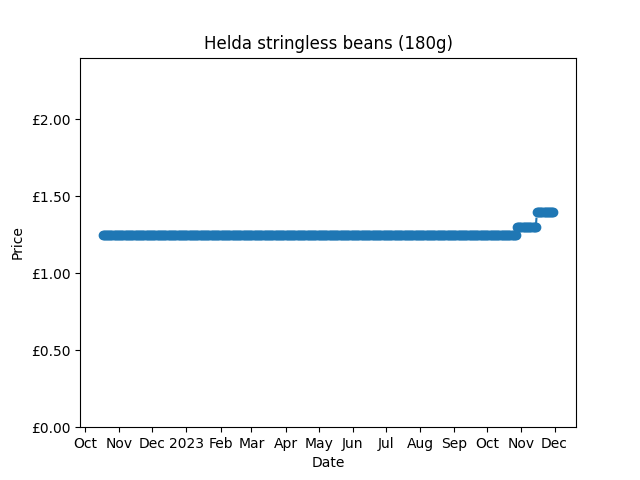 Helda stringless beans (180g)
£2.00
£1.50
£1.00
£0.50
£0.00
Price
Oct Nov Dec 2023 Feb Mar Apr May Jun Jul Aug Sep Oct Nov Dec
Date